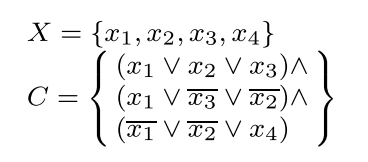 X = {x₁, x₂, x₃, x₄}
(x₁ ∨ x₂ ∨ x₃)∧
C = { (x₁ ∨ x̅₃ ∨ x̅₂)∧ }
(x̅₁ ∨ x̅₂ ∨ x₄)